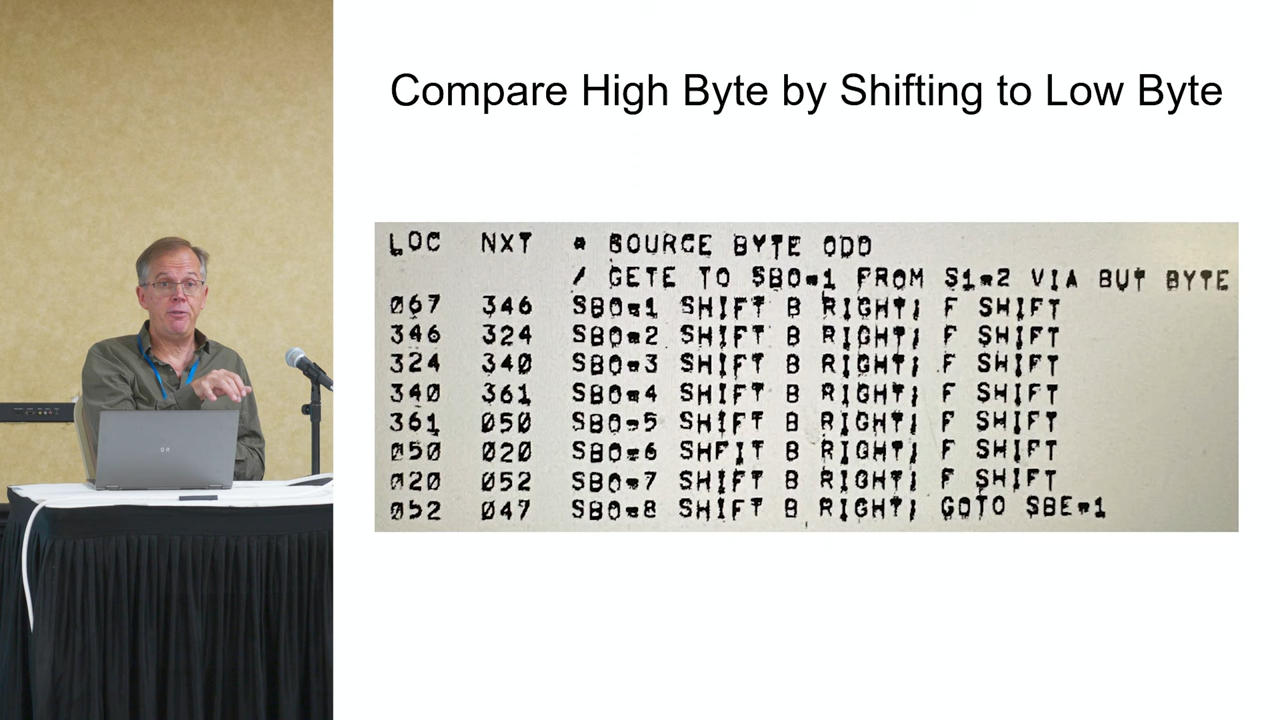 Compare High Byte by Shifting to Low Byte
LOC NXT * SOURCE BYTE ODD
/ GETE TO SBO-1 FROM S1-2 VIA BUT BYTE
067 346 SBO-1 SHIFT B RIGHT; F SHIFT
346 324 SBO-2 SHIFT B RIGHT; F SHIFT
324 340 SBO-3 SHIFT B RIGHT; F SHIFT
340 361 SBO-4 SHIFT B RIGHT; F SHIFT
361 050 SBO-5 SHIFT B RIGHT; F SHIFT
050 020 SBO-6 SHFIT B RIGHT; F SHIFT
020 052 SBO-7 SHIFT B RIGHT; F SHIFT
052 047 SBO-8 SHIFT B RIGHT; GOTO SBE-1